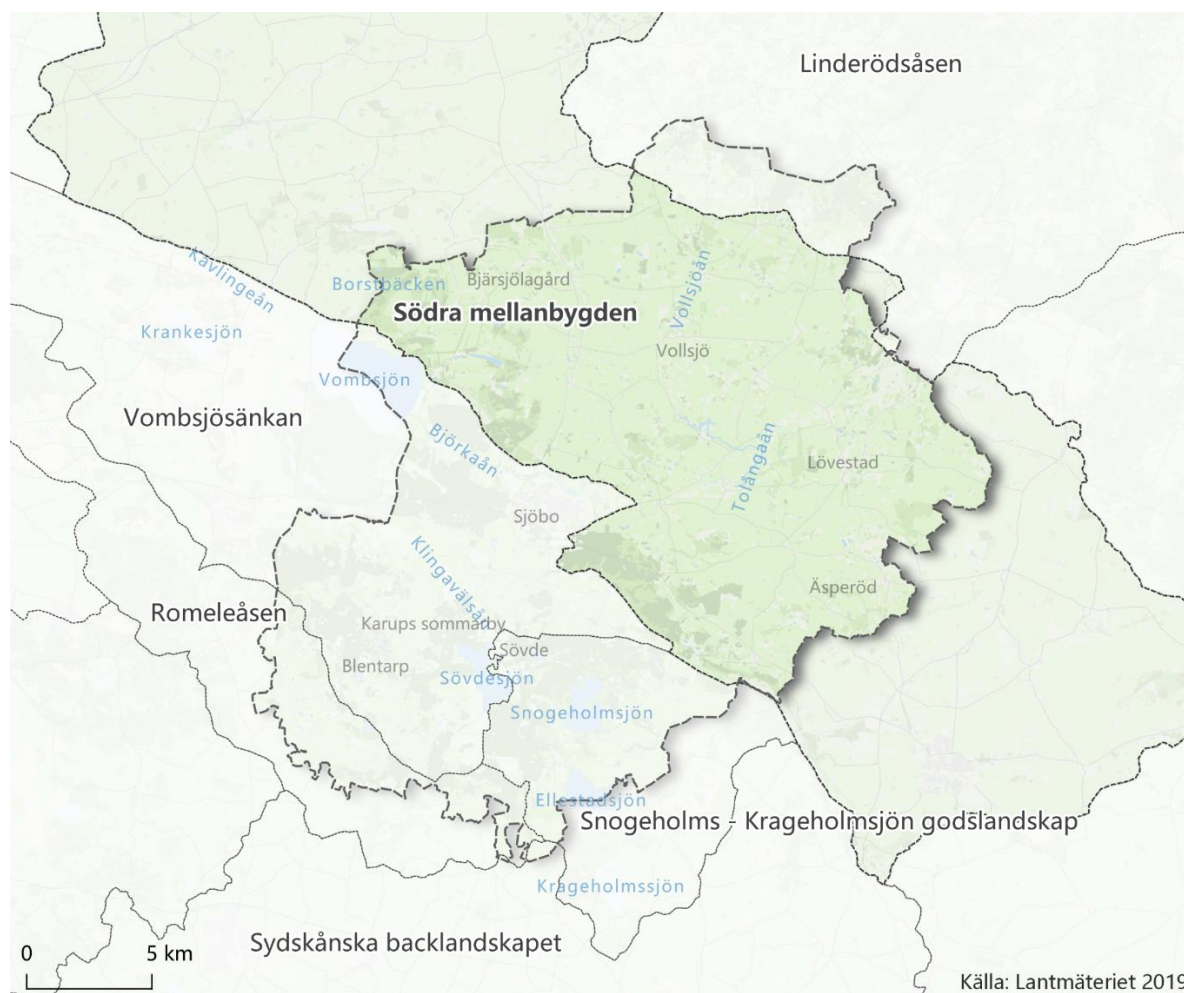 Linderödsåsen
Kävlingeån
Borstbäcken
Bjärsjölagård
Vollsjöån
Södra mellanbygden
Krankesjön
Vollsjö
Vombsjön
Vombsjösänkan
Björkaån
Tolångaån
Lövestad
Sjöbo
Klingavälsån
Äsperöd
Romeleåsen
Karups sommarby
Sövde
Blentarp
Sövdesjön
Snogeholmsjön
Ellestadsjön
Snogeholms - Krageholmsjön godslandskap
Krageholmssjön
Sydskånska backlandskapet
0 5 km
Källa: Lantmäteriet 2019